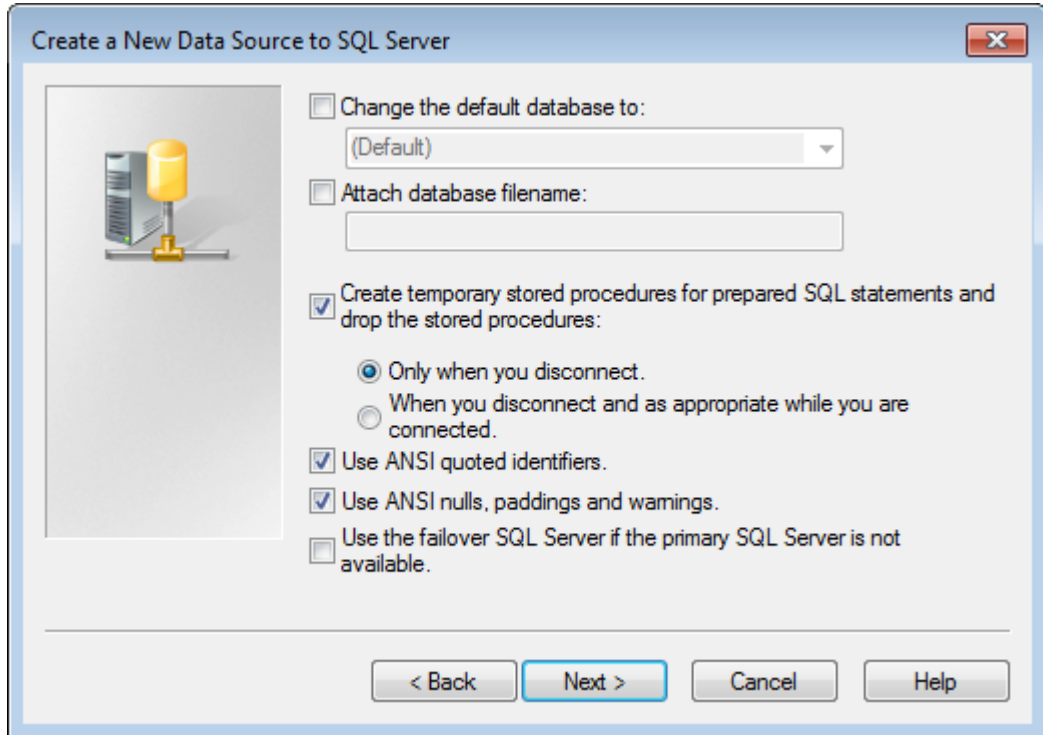 Create a New Data Source to SQL Server
Change the default database to:
(Default)
Attach database filename:
Create temporary stored procedures for prepared SQL statements and
drop the stored procedures:
Only when you disconnect.
When you disconnect and as appropriate while you are
connected.
Use ANSI quoted identifiers.
Use ANSI nulls, paddings and warnings.
Use the failover SQL Server if the primary SQL Server is not
available.
< Back Next > Cancel Help